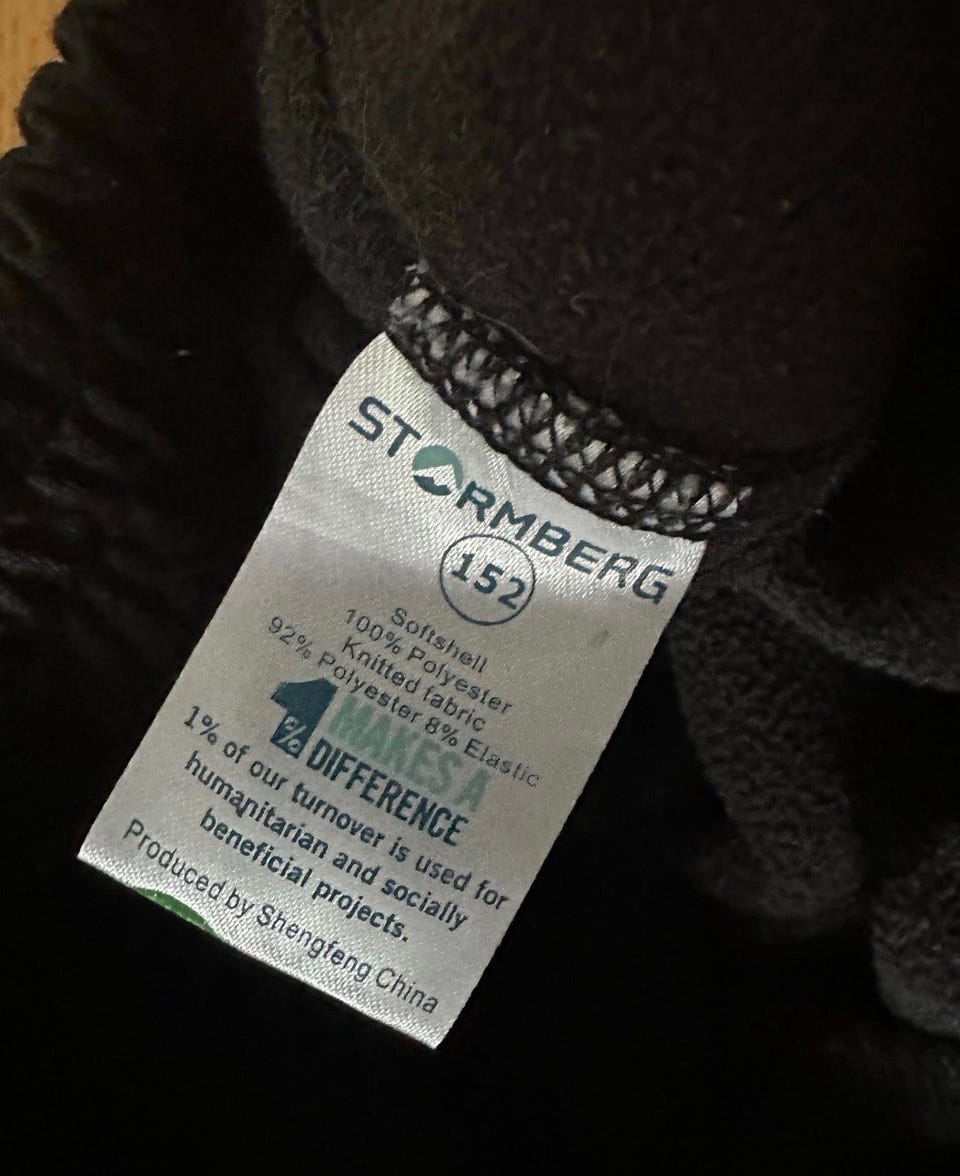 STORMBERG
152
Softshell
100% Polyester
Knitted fabric
92% Polyester 8% Elastic
1% MAKES A
DIFFERENCE
1% of our turnover is used for
humanitarian and socially
beneficial projects.
Produced by Shengfeng China